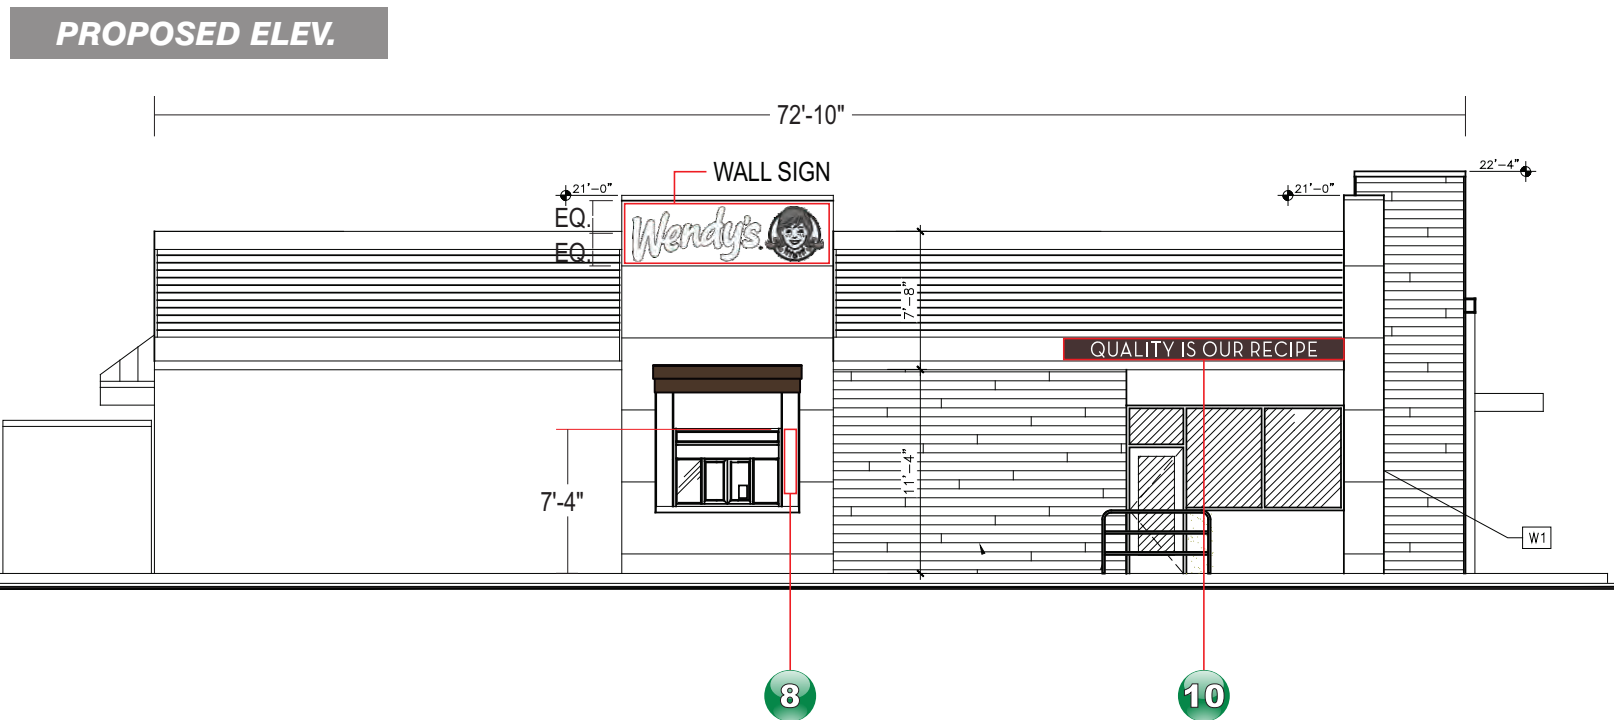 PROPOSED ELEV.
72'-10"
WALL SIGN
22'-4"
21'-0"
21'-0"
EQ.
EQ.
Wendy's
7'-8"
QUALITY IS OUR RECIPE
11'-4"
7'-4"
W1
8
10